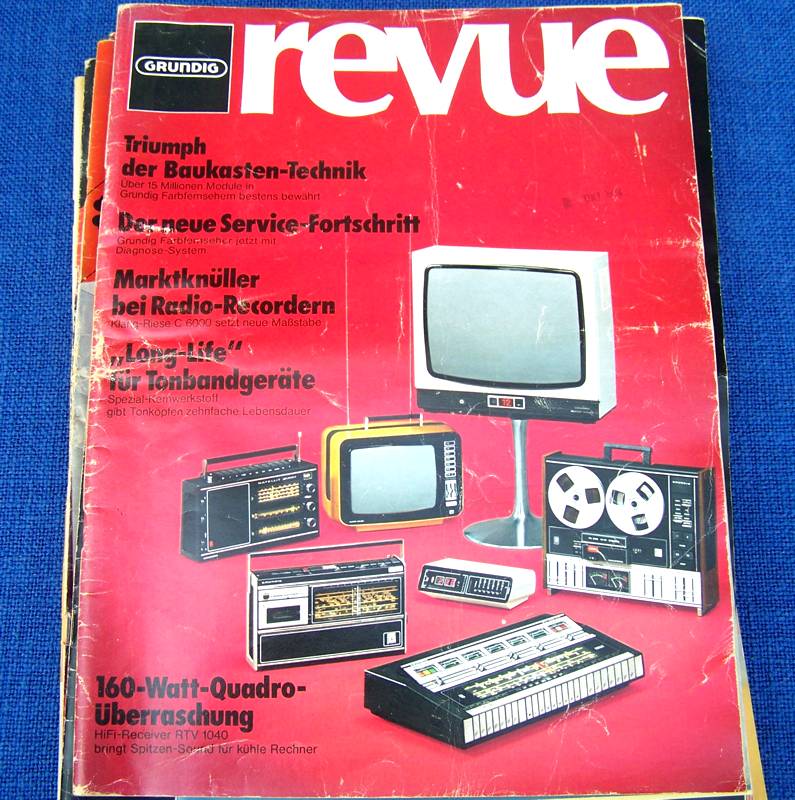 GRUNDIG
revue
Triumph
der Baukasten-Technik
Über 15 Millionen Module in
Grundig Farbfernsehern bestens bewährt
Der neue Service-Fortschritt
Grundig Farbfernseher jetzt mit
Diagnose-System
Marktknüller
bei Radio-Recordern
Klang-Riese C 6000 setzt neue Maßstäbe
„Long-Life“
für Tonbandgeräte
Spezial-Kernwerkstoff
gibt Tonköpfen zehnfache Lebensdauer
12
160-Watt-Quadro-
Überraschung
HiFi-Receiver RTV 1040
bringt Spitzen-Sound für kühle Rechner